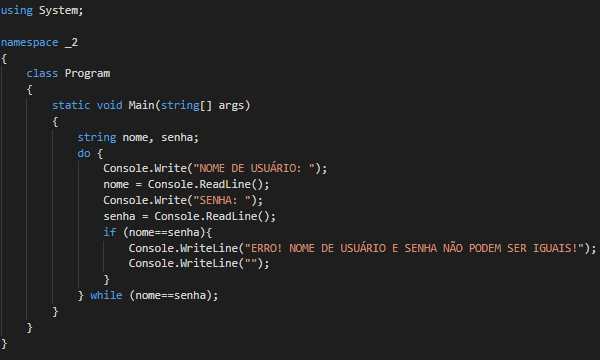 using System;

namespace _2
{
    class Program
    {
        static void Main(string[] args)
        {
            string nome, senha;
            do {
                Console.Write("NOME DE USUÁRIO: ");
                nome = Console.ReadLine();
                Console.Write("SENHA: ");
                senha = Console.ReadLine();
                if (nome==senha){
                    Console.WriteLine("ERRO! NOME DE USUÁRIO E SENHA NÃO PODEM SER IGUAIS!");
                    Console.WriteLine("");
                }
            } while (nome==senha);
        }
    }
}